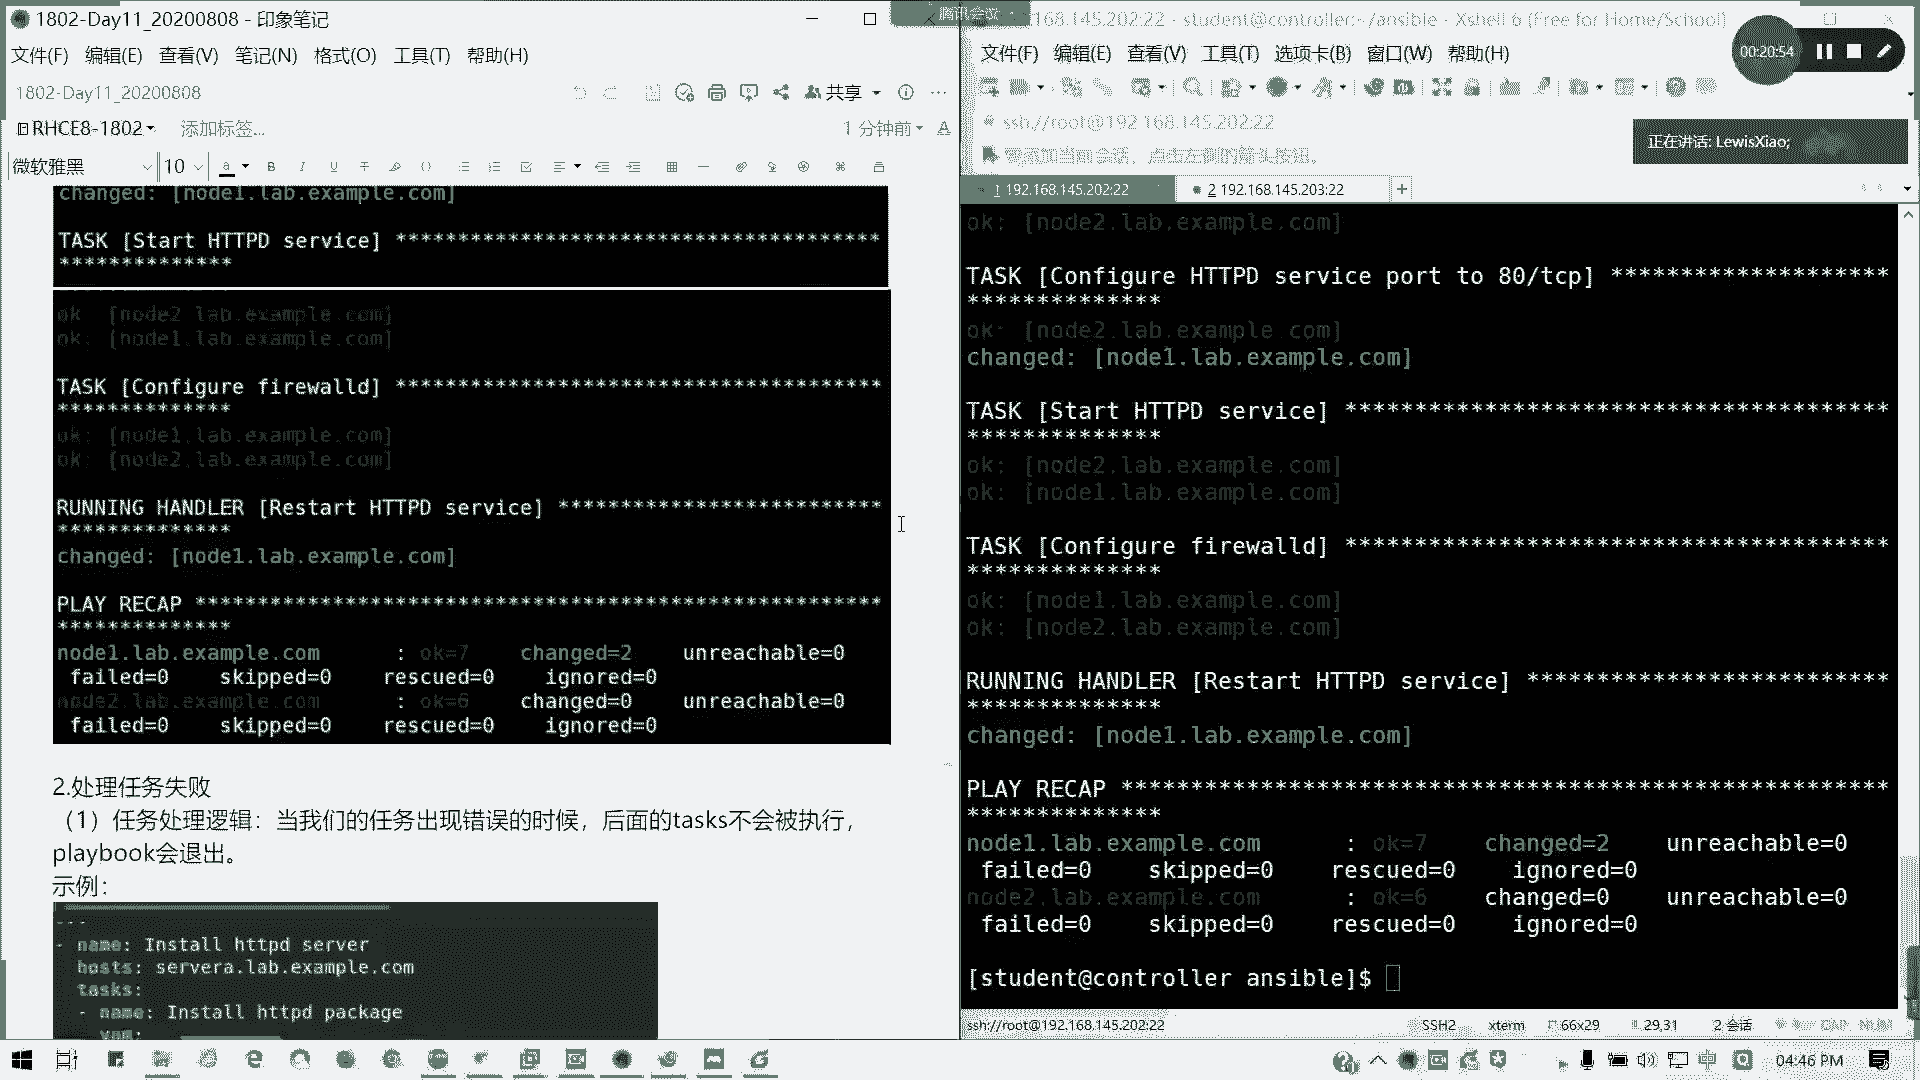 1802-Day11_20200808 - 印象笔记
文件(F) 编辑(E) 查看(V) 笔记(N) 格式(O) 工具(T) 帮助(H)
1802-Day11_20200808
共享
RHCE8-1802
添加标签...
1 分钟前
微软雅黑
10
changed: [node1.lab.example.com]
TASK [Start HTTPD service] ***************************************
**************
ok [node2 lab.example.com]
ok: [node1.lab.example.com]
TASK [Configure firewalld] ***************************************
**************
ok: [node1.lab.example.com]
ok: [node2.lab.example.com]
RUNNING HANDLER [Restart HTTPD service] **************************
**************
changed: [node1.lab.example.com]
PLAY RECAP *******************************************************
**************
node1.lab.example.com : ok=7 changed=2 unreachable=0
failed=0 skipped=0 rescued=0 ignored=0
node2.lab.example.com : ok=6 changed=0 unreachable=0
failed=0 skipped=0 rescued=0 ignored=0
2.处理任务失败
（1）任务处理逻辑：当我们的任务出现错误的时候，后面的tasks不会被执行，
playbook会退出。
示例：
---
- name: Install httpd server
hosts: servera.lab.example.com
tasks:
- name: Install httpd package
yum:
腾讯会议
168.145.202:22 - student@controller:~/ansible - Xshell 6 (Free for Home/School)
文件(F) 编辑(E) 查看(V) 工具(T) 选项卡(B) 窗口(W) 帮助(H)
00:20:54
ssh://root@192.168.145.202:22
要添加当前会话，点击左侧的箭头按钮。
正在讲话: LewisXiao;
1 192.168.145.202:22
2 192.168.145.203:22
ok: [node2.lab.example.com]
TASK [Configure HTTPD service port to 80/tcp] ********************
**************
ok: [node2.lab.example.com]
changed: [node1.lab.example.com]
TASK [Start HTTPD service] ***************************************
**************
ok: [node2.lab.example.com]
ok: [node1.lab.example.com]
TASK [Configure firewalld] ***************************************
**************
ok: [node1.lab.example.com]
ok: [node2.lab.example.com]
RUNNING HANDLER [Restart HTTPD service] **************************
**************
changed: [node1.lab.example.com]
PLAY RECAP *******************************************************
**************
node1.lab.example.com : ok=7 changed=2 unreachable=0
failed=0 skipped=0 rescued=0 ignored=0
node2.lab.example.com : ok=6 changed=0 unreachable=0
failed=0 skipped=0 rescued=0 ignored=0
[student@controller ansible]$
ssh://root@192.168.145.202:22
SSH2 xterm 66x29 29,31 2 会话 CAP NUM
中
04:46 PM